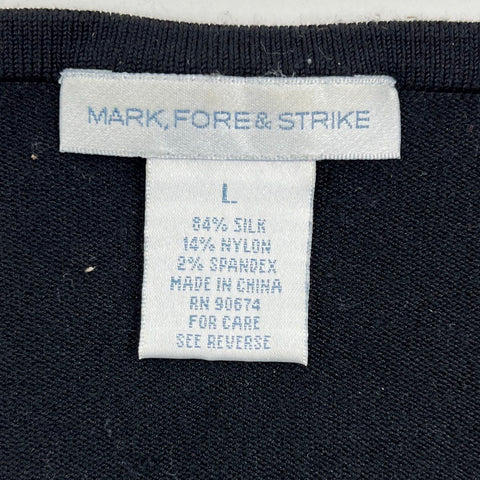 MARK, FORE & STRIKE
L
84% SILK
14% NYLON
2% SPANDEX
MADE IN CHINA
RN 90674
FOR CARE
SEE REVERSE